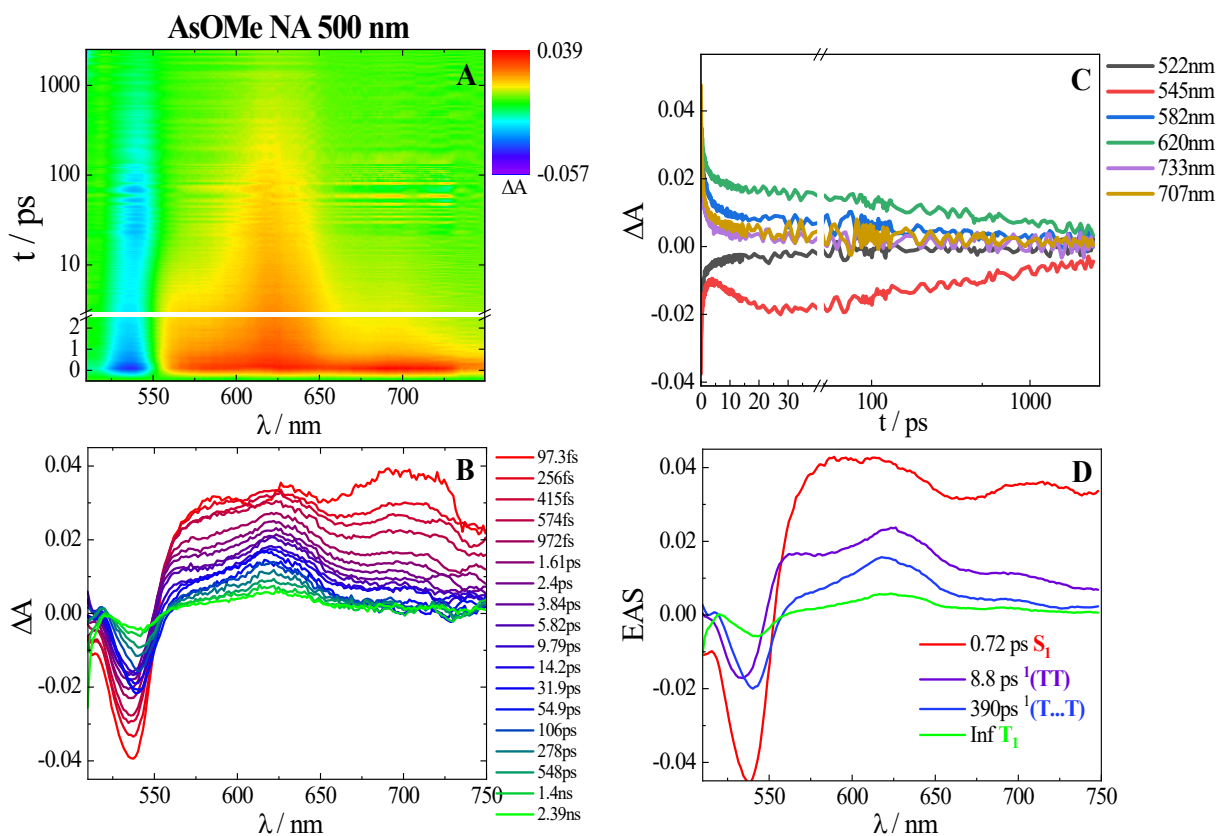 AsOMe NA 500 nm
A
0.039
-0.057
ΔA
1000
100
10
2
1
0
t / ps
550
600
650
700
λ / nm
C
522nm
545nm
582nm
620nm
733nm
707nm
0.04
0.02
0.00
-0.02
-0.04
ΔA
0
10
20
30
100
1000
t / ps
B
97.3fs
256fs
415fs
574fs
972fs
1.61ps
2.4ps
3.84ps
5.82ps
9.79ps
14.2ps
31.9ps
54.9ps
106ps
278ps
548ps
1.4ns
2.39ns
0.04
0.02
0.00
-0.02
-0.04
ΔA
550
600
650
700
750
λ / nm
D
0.04
0.02
0.00
-0.02
-0.04
EAS
0.72 ps S₁
8.8 ps ¹(TT)
390ps ¹(T...T)
Inf T₁
550
600
650
700
750
λ / nm